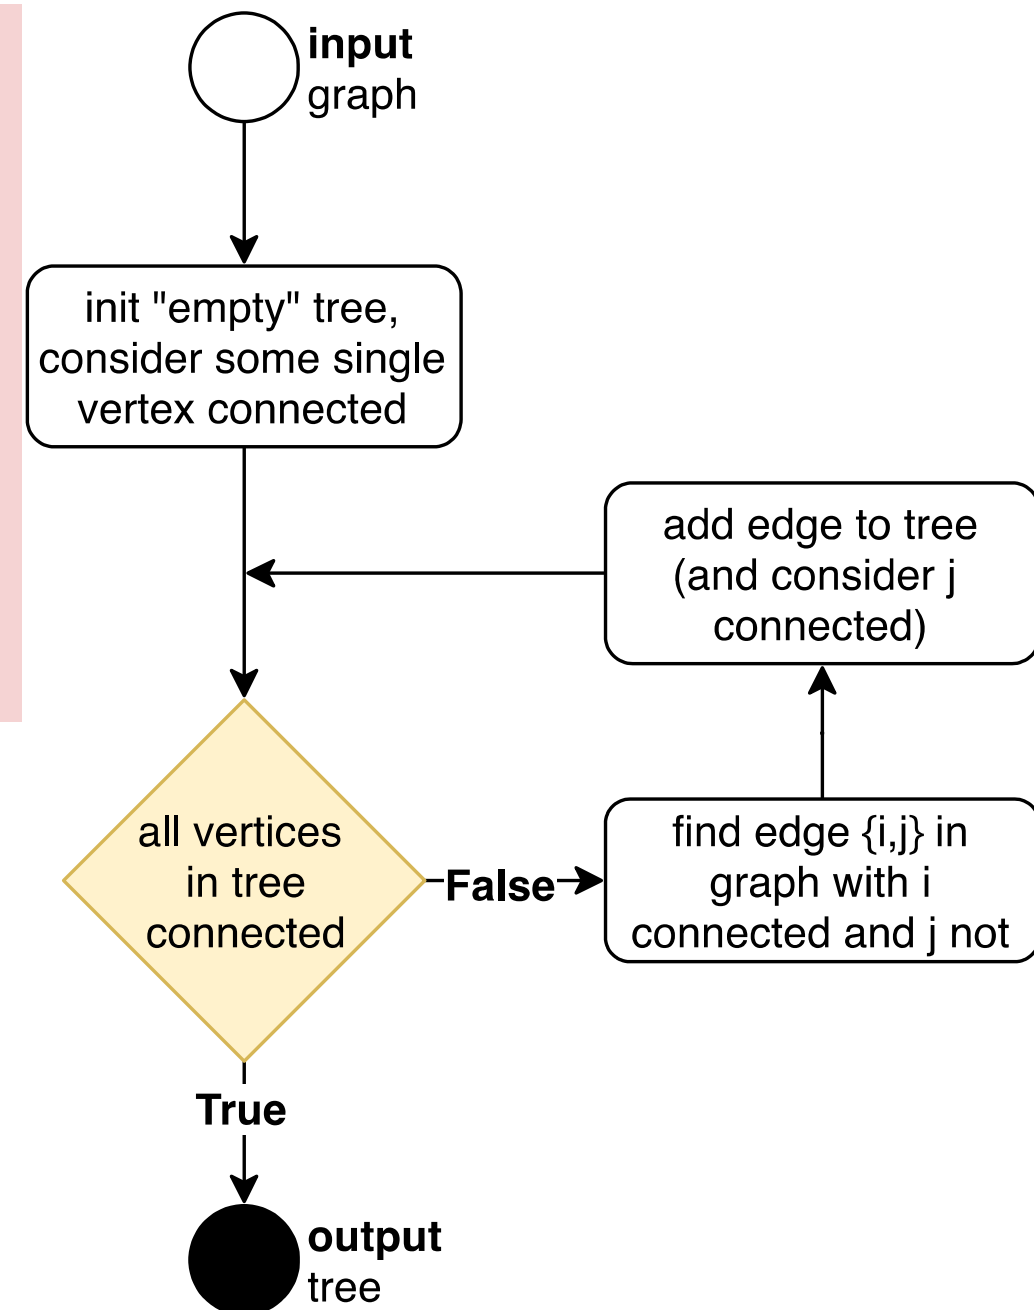 input
graph
init "empty" tree,
consider some single
vertex connected
add edge to tree
(and consider j
connected)
all vertices
in tree
connected
False
find edge {i,j} in
graph with i
connected and j not
True
output
tree